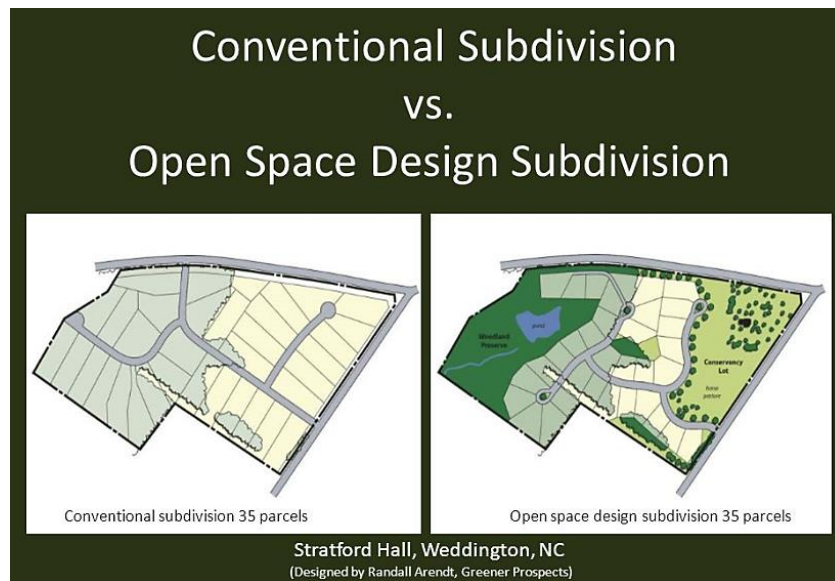 Conventional Subdivision
vs.
Open Space Design Subdivision
Conventional subdivision 35 parcels
pond
Woodland
Preserve
Conservancy
Lot
horse
pasture
Open space design subdivision 35 parcels
Stratford Hall, Weddington, NC
(Designed by Randall Arendt, Greener Prospects)